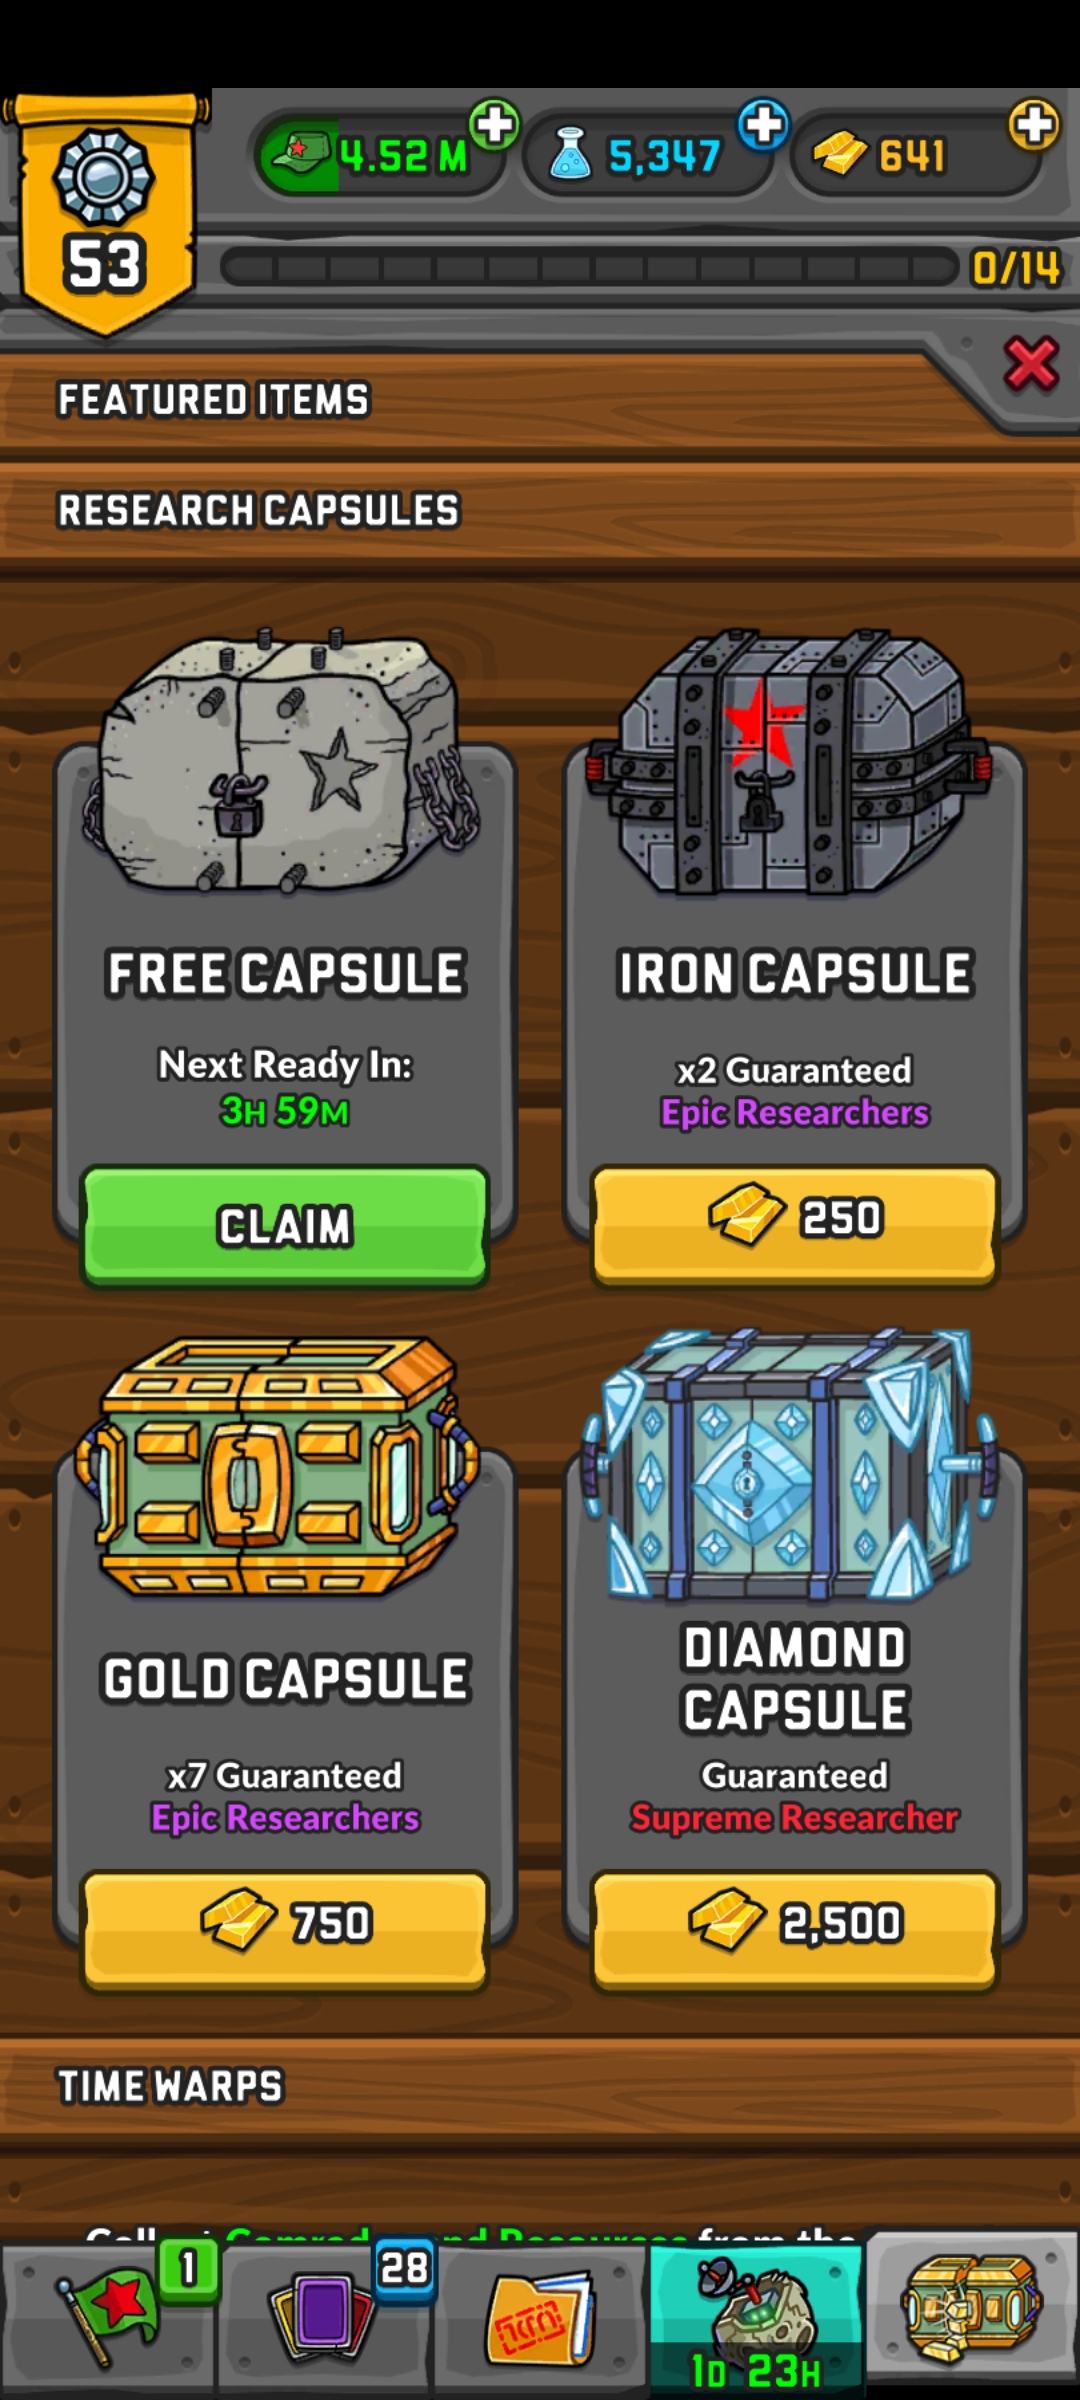 4.52 M
5,347
641
53
0/14
FEATURED ITEMS
RESEARCH CAPSULES
FREE CAPSULE
Next Ready In:
3H 59M
CLAIM
IRON CAPSULE
x2 Guaranteed
Epic Researchers
250
GOLD CAPSULE
x7 Guaranteed
Epic Researchers
750
DIAMOND
CAPSULE
Guaranteed
Supreme Researcher
2,500
TIME WARPS
from the
1
28
1D 23H